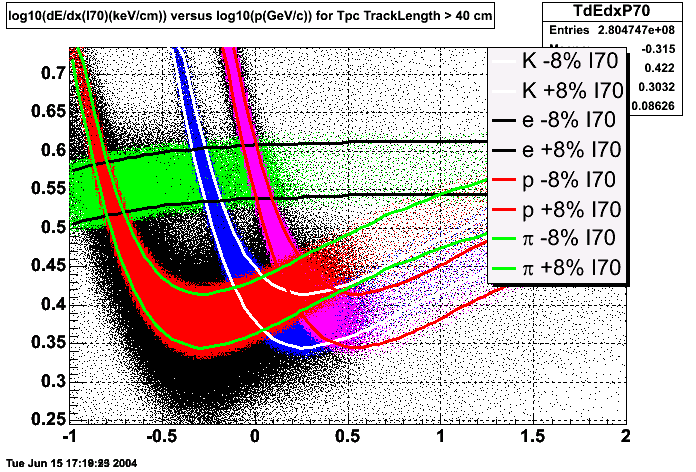 log10(dE/dx(I70)(keV/cm)) versus log10(p(GeV/c)) for Tpc TrackLength > 40 cm
TdEdxP70
Entries 2.804747e+08
-0.315
0.422
0.3032
0.08626
K -8% I70
K +8% I70
e -8% I70
e +8% I70
p -8% I70
p +8% I70
π -8% I70
π +8% I70
0.7
0.65
0.6
0.55
0.5
0.45
0.4
0.35
0.3
0.25
-1
-0.5
0
0.5
1
1.5
2
Tue Jun 15 2004